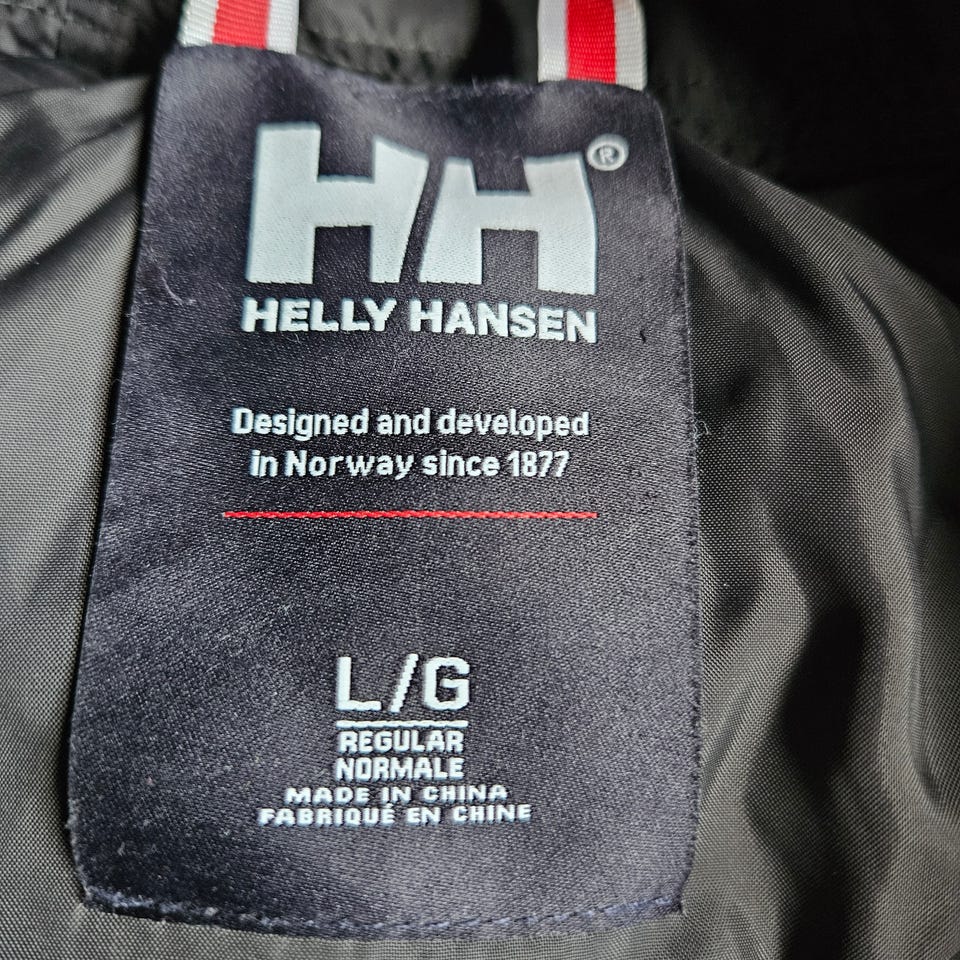 HH®
HELLY HANSEN
Designed and developed
in Norway since 1877
L/G
REGULAR
NORMALE
MADE IN CHINA
FABRIQUÉ EN CHINE